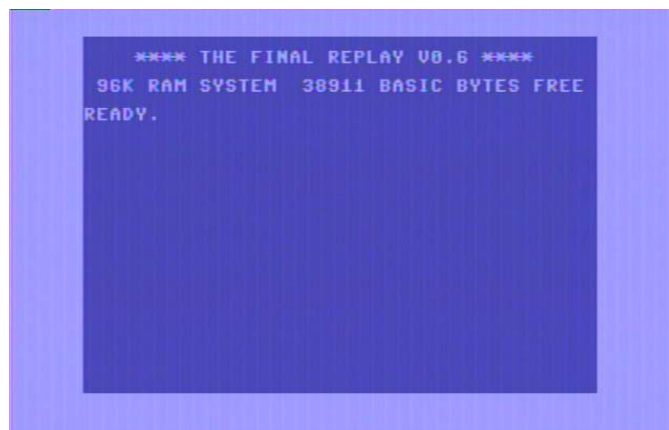 **** THE FINAL REPLAY V0.6 ****
96K RAM SYSTEM  38911 BASIC BYTES FREE
READY.